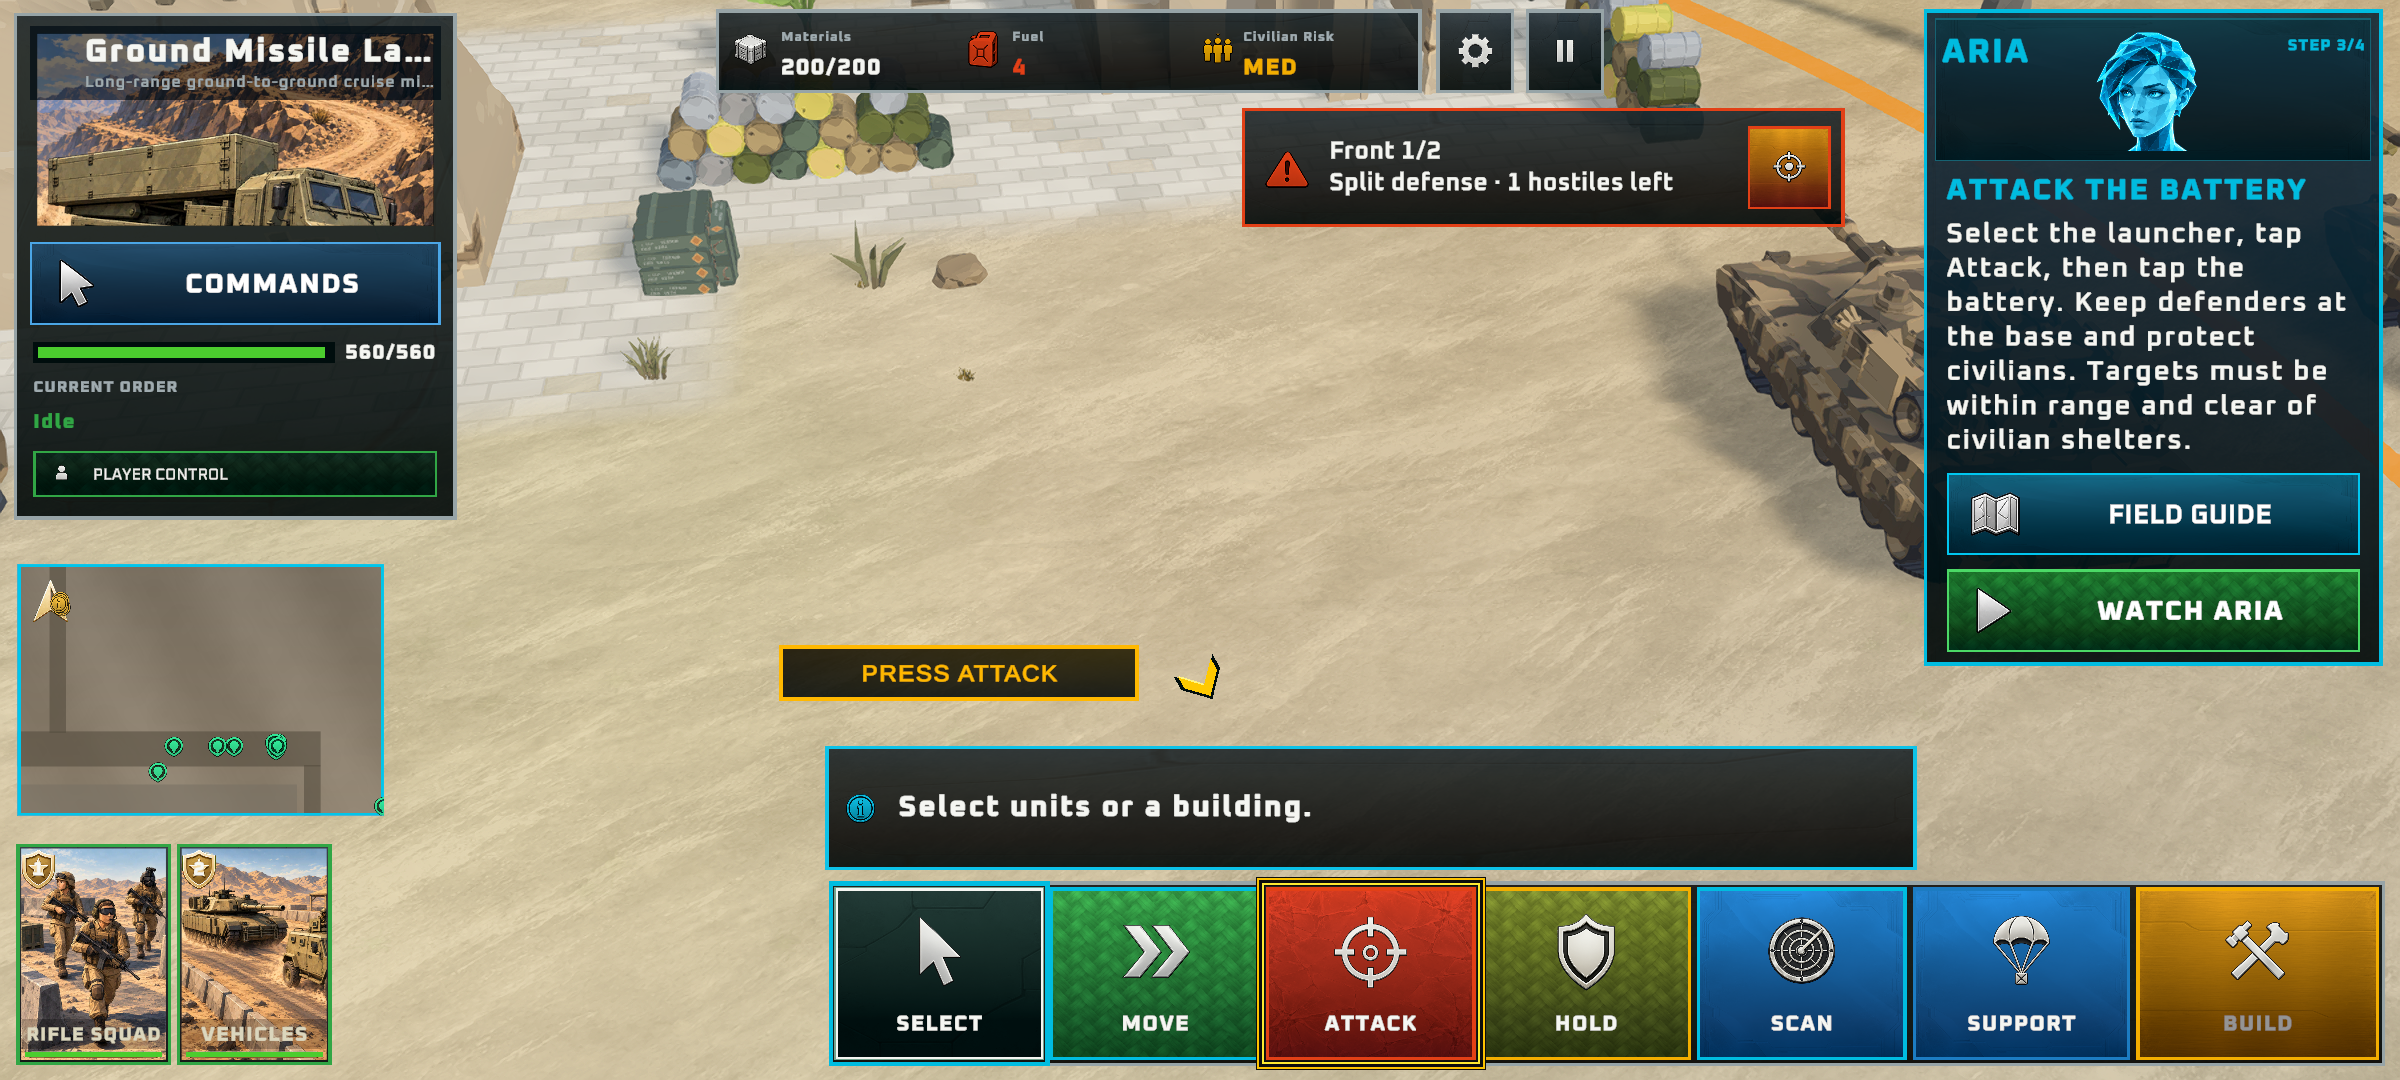 Ground Missile La...
Long-range ground-to-ground cruise mi...
COMMANDS
560/560
CURRENT ORDER
Idle
PLAYER CONTROL
Materials
200/200
Fuel
4
Civilian Risk
MED
Front 1/2
Split defense · 1 hostiles left
ARIA
STEP 3/4
ATTACK THE BATTERY
Select the launcher, tap
Attack, then tap the
battery. Keep defenders at
the base and protect
civilians. Targets must be
within range and clear of
civilian shelters.
FIELD GUIDE
WATCH ARIA
PRESS ATTACK
Select units or a building.
RIFLE SQUAD
VEHICLES
SELECT
MOVE
ATTACK
HOLD
SCAN
SUPPORT
BUILD